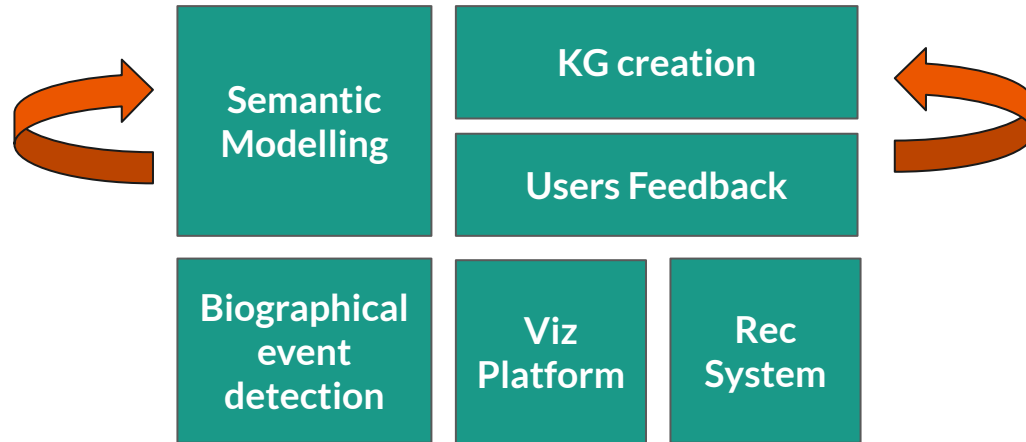 Semantic
Modelling
KG creation
Users Feedback
Biographical
event
detection
Viz
Platform
Rec
System